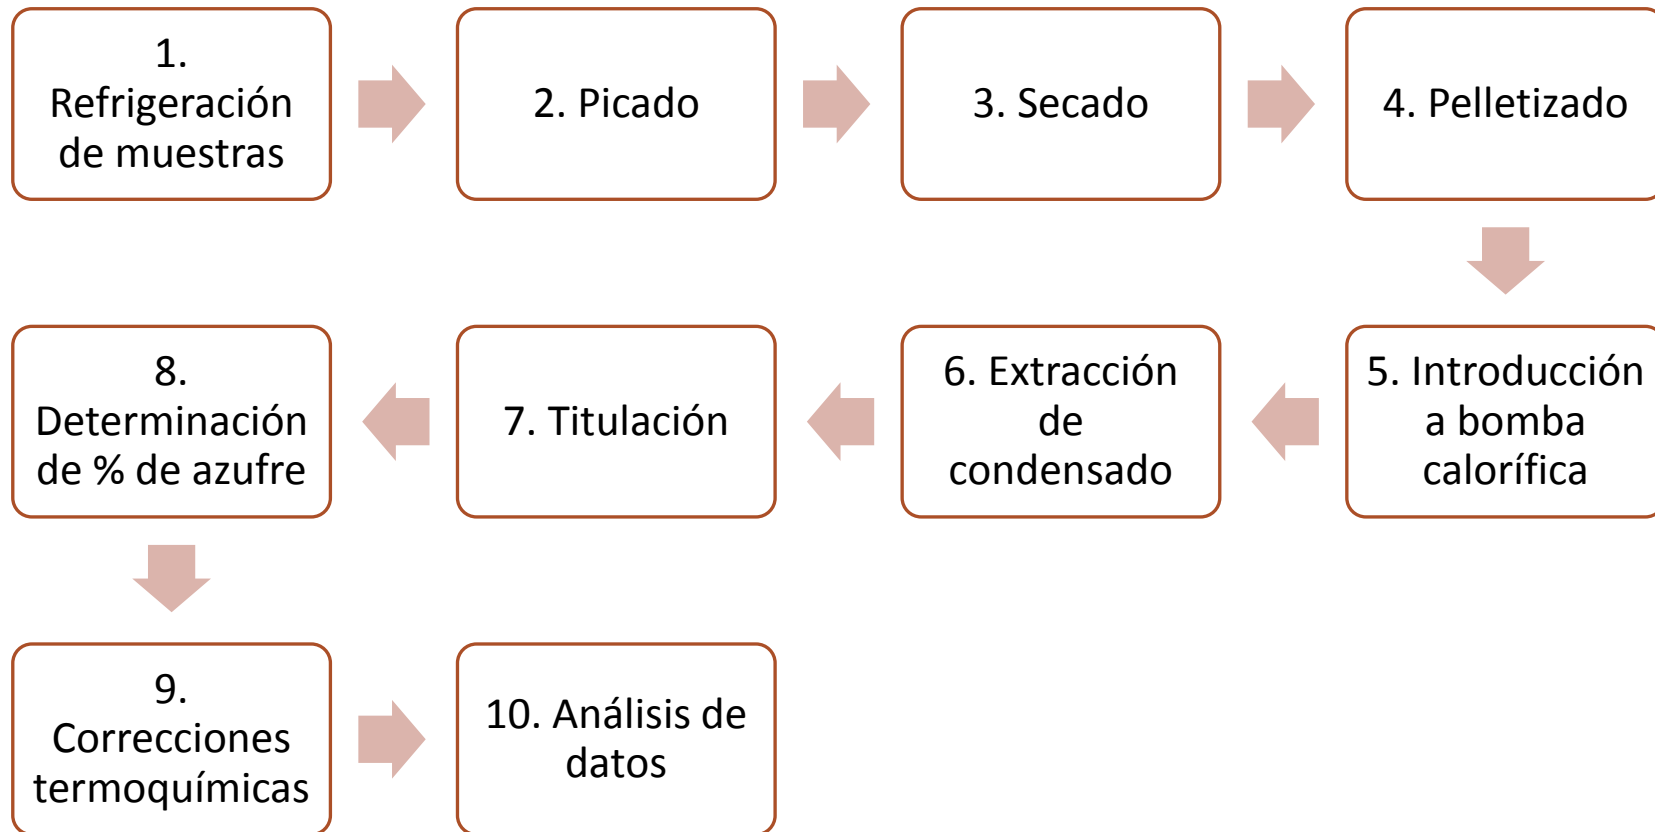 1.
Refrigeración
de muestras
2. Picado
3. Secado
4. Pelletizado
5. Introducción
a bomba
calorífica
6. Extracción
de
condensado
7. Titulación
8.
Determinación
de % de azufre
9.
Correcciones
termoquímicas
10. Análisis de
datos